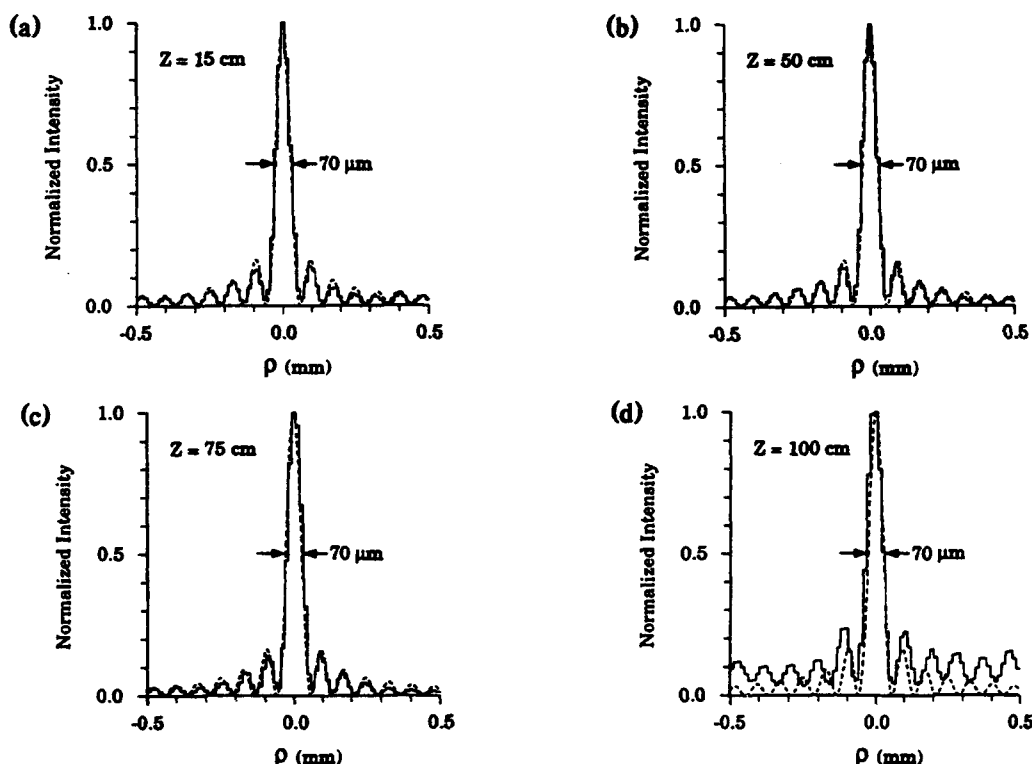 (a)
1.0
Z = 15 cm
Normalized Intensity
0.5
70 μm
0.0
-0.5
0.0
0.5
ρ (mm)
(b)
1.0
Z = 50 cm
Normalized Intensity
0.5
70 μm
0.0
-0.5
0.0
0.5
ρ (mm)
(c)
1.0
Z = 75 cm
Normalized Intensity
0.5
70 μm
0.0
-0.5
0.0
0.5
ρ (mm)
(d)
1.0
Z = 100 cm
Normalized Intensity
0.5
70 μm
0.0
-0.5
0.0
0.5
ρ (mm)